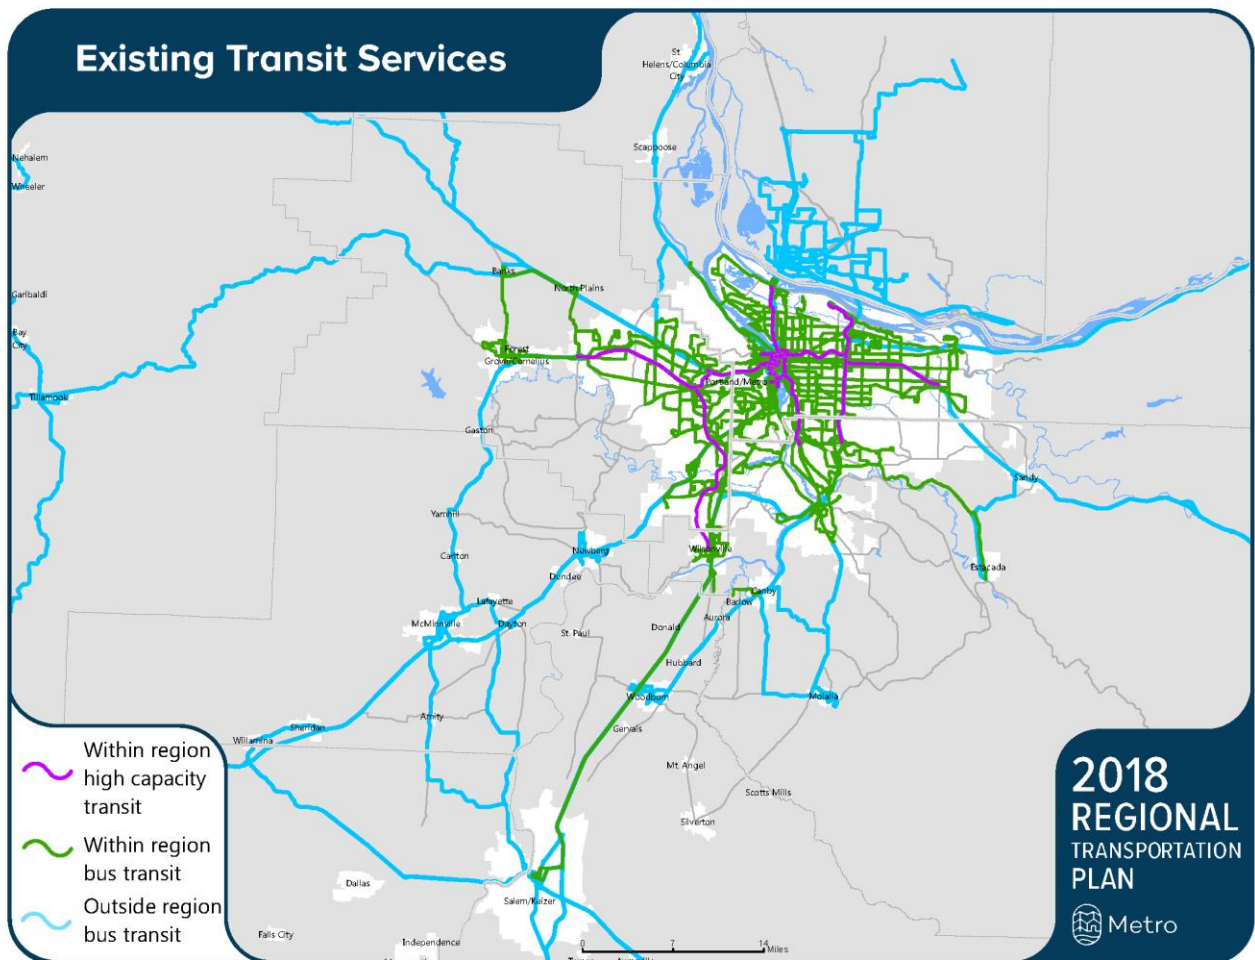 Existing Transit Services
St
Helens/Columbia
City
Scappoose
Nehalem
Wheeler
Banks
North Plains
Garibaldi
Bay
City
Forest
Grove/Cornelius
Portland/Metro
Tillamook
Gaston
Sandy
Yamhill
Carlton
Newberg
Wilsonville
Dundee
Estacada
Lafayette
Canby
Barlow
McMinnville
Dayton
Aurora
St. Paul
Donald
Hubbard
Woodburn
Molalla
Amity
Gervais
Sheridan
Willamina
Mt. Angel
Scotts Mills
Silverton
Dallas
Salem/Keizer
Falls City
Independence
0
7
14
Miles
Within region
high capacity
transit
Within region
bus transit
Outside region
bus transit
2018
REGIONAL
TRANSPORTATION
PLAN
Metro